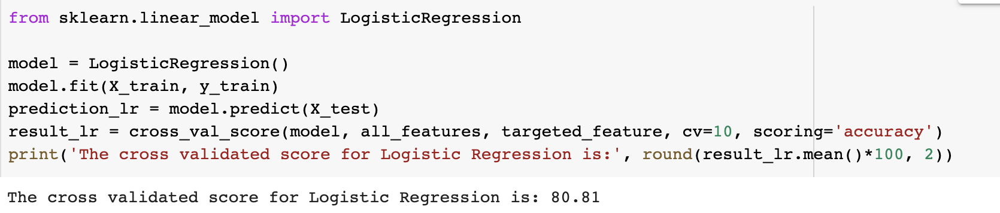 from sklearn.linear_model import LogisticRegression
model = LogisticRegression()
model.fit(X_train, y_train)
prediction_lr = model.predict(X_test)
result_lr = cross_val_score(model, all_features, targeted_feature, cv=10, scoring='accuracy')
print('The cross validated score for Logistic Regression is:', round(result_lr.mean()*100, 2))
The cross validated score for Logistic Regression is: 80.81